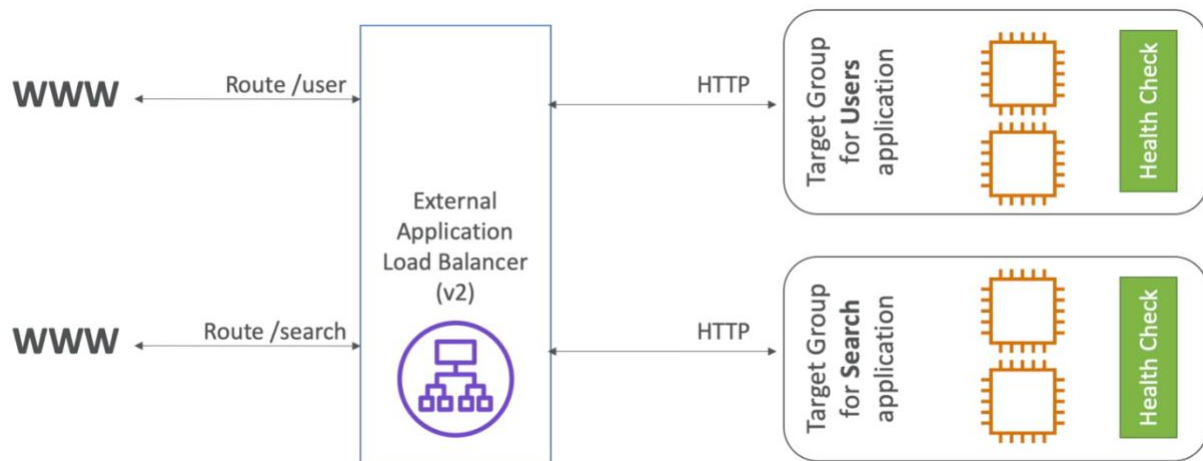 WWW
Route /user
HTTP
Target Group
for Users
application
Health Check
External
Application
Load Balancer
(v2)
WWW
Route /search
HTTP
Target Group
for Search
application
Health Check